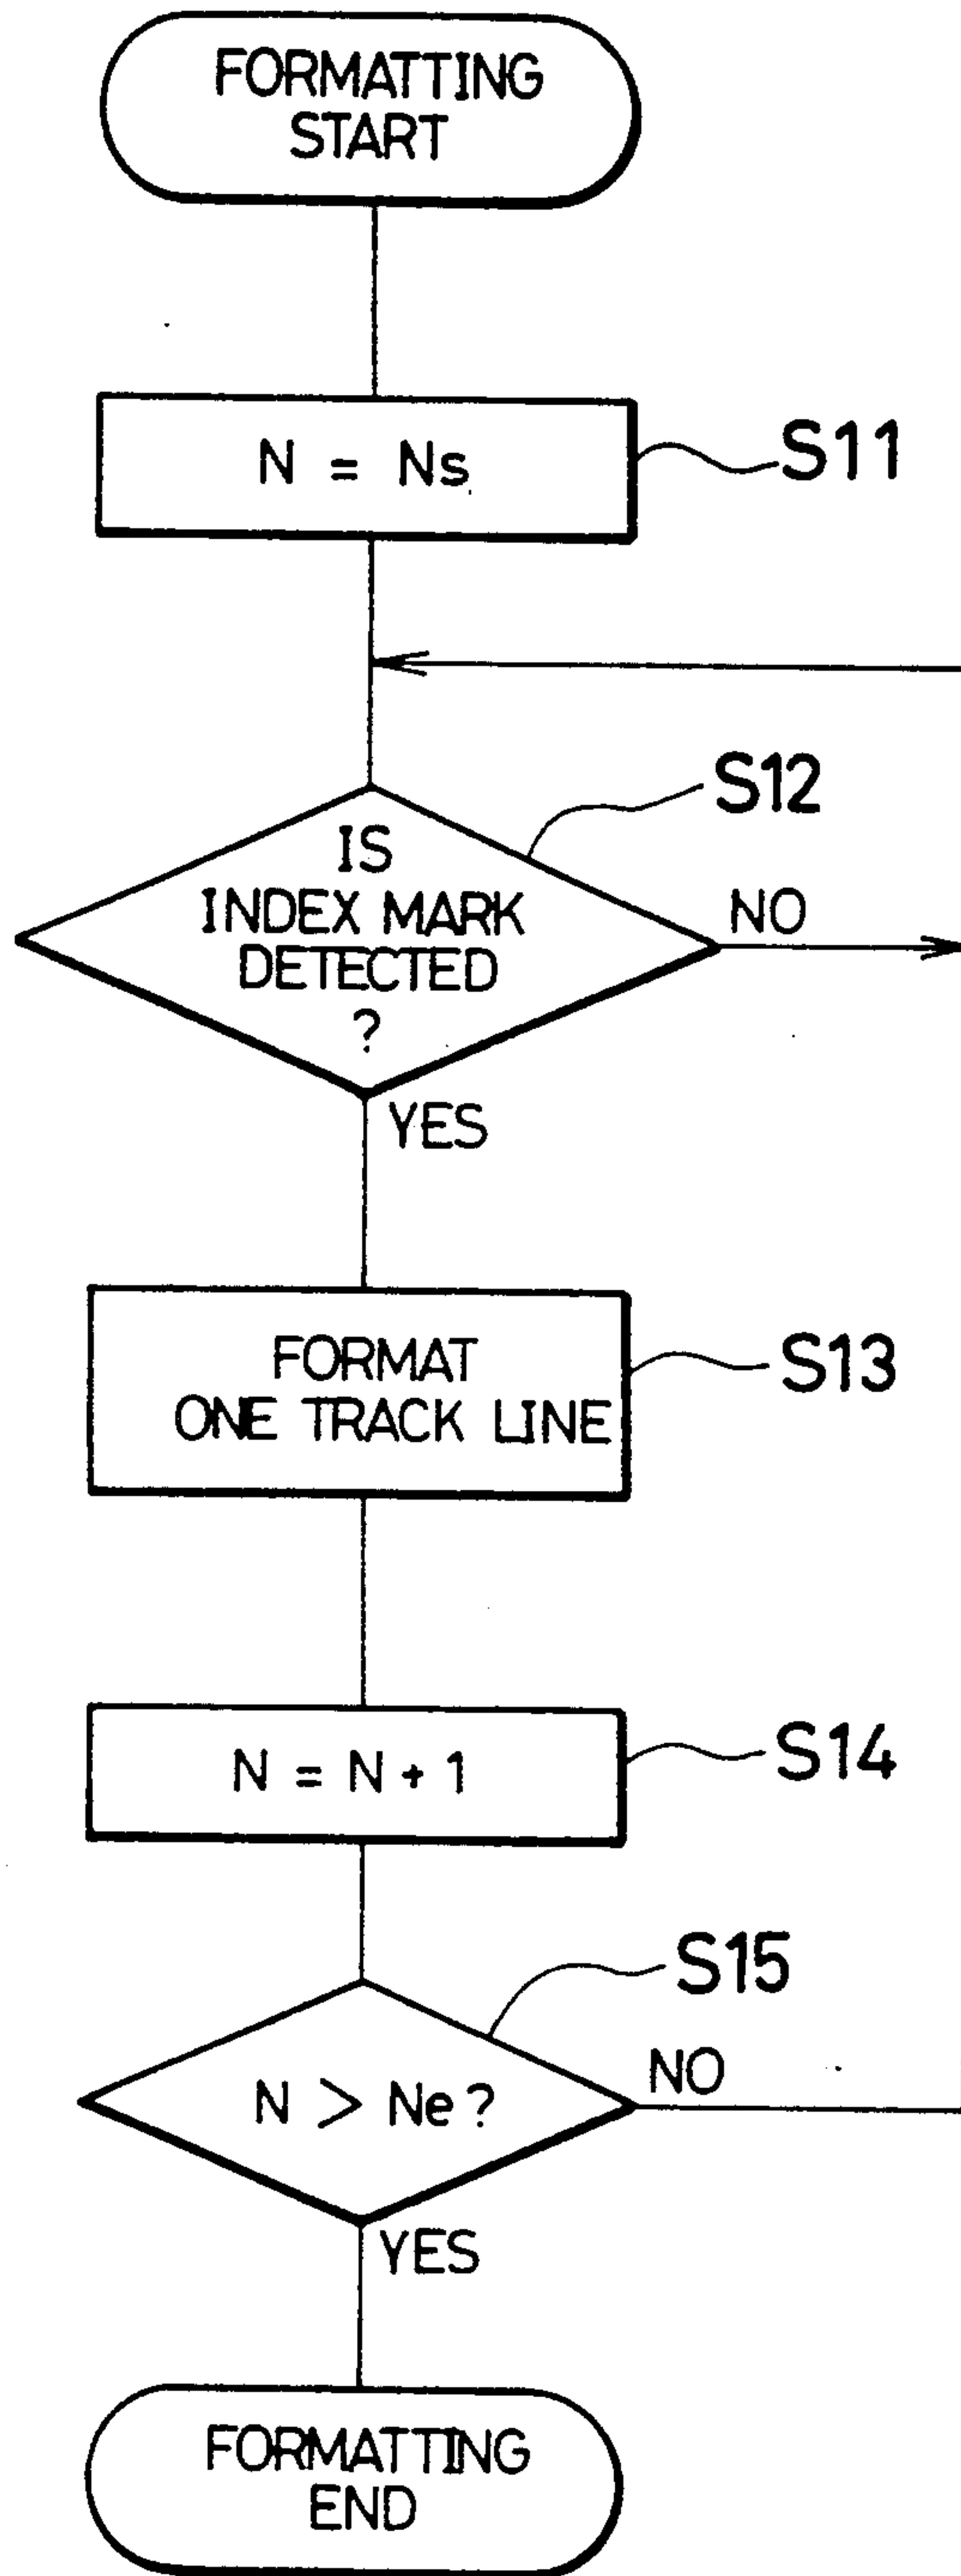 FORMATTING
START
N = Ns
S11
S12
IS
INDEX MARK
DETECTED
?
NO
YES
FORMAT
ONE TRACK LINE
S13
N = N + 1
S14
S15
N > Ne ?
NO
YES
FORMATTING
END